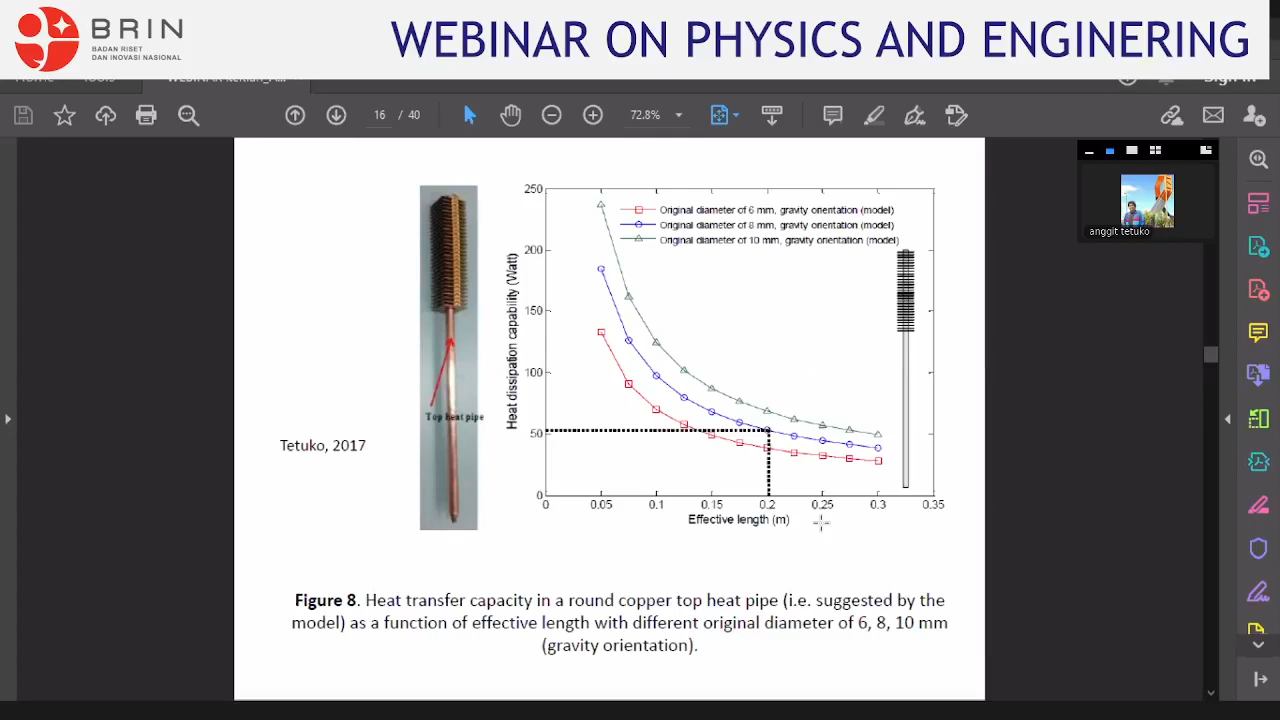 BRIN
BADAN RISET
DAN INOVASI NASIONAL
WEBINAR ON PHYSICS AND ENGINERING
16 / 40
72.8%
anggit tetuko
Top heat pipe
Tetuko, 2017
Heat dissipation capability (Watt)
250
200
150
100
50
0
Original diameter of 6 mm, gravity orientation (model)
Original diameter of 8 mm, gravity orientation (model)
Original diameter of 10 mm, gravity orientation (model)
0 0.05 0.1 0.15 0.2 0.25 0.3 0.35
Effective length (m)
Figure 8. Heat transfer capacity in a round copper top heat pipe (i.e. suggested by the
model) as a function of effective length with different original diameter of 6, 8, 10 mm
(gravity orientation).